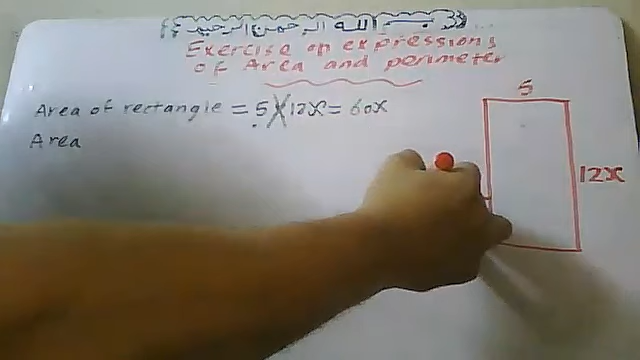 بسم الله الرحمن الرحيم
Exercise on expressions
of Area and perimeter
Area of rectangle = 5 X 12x = 60x
Area
5
12x